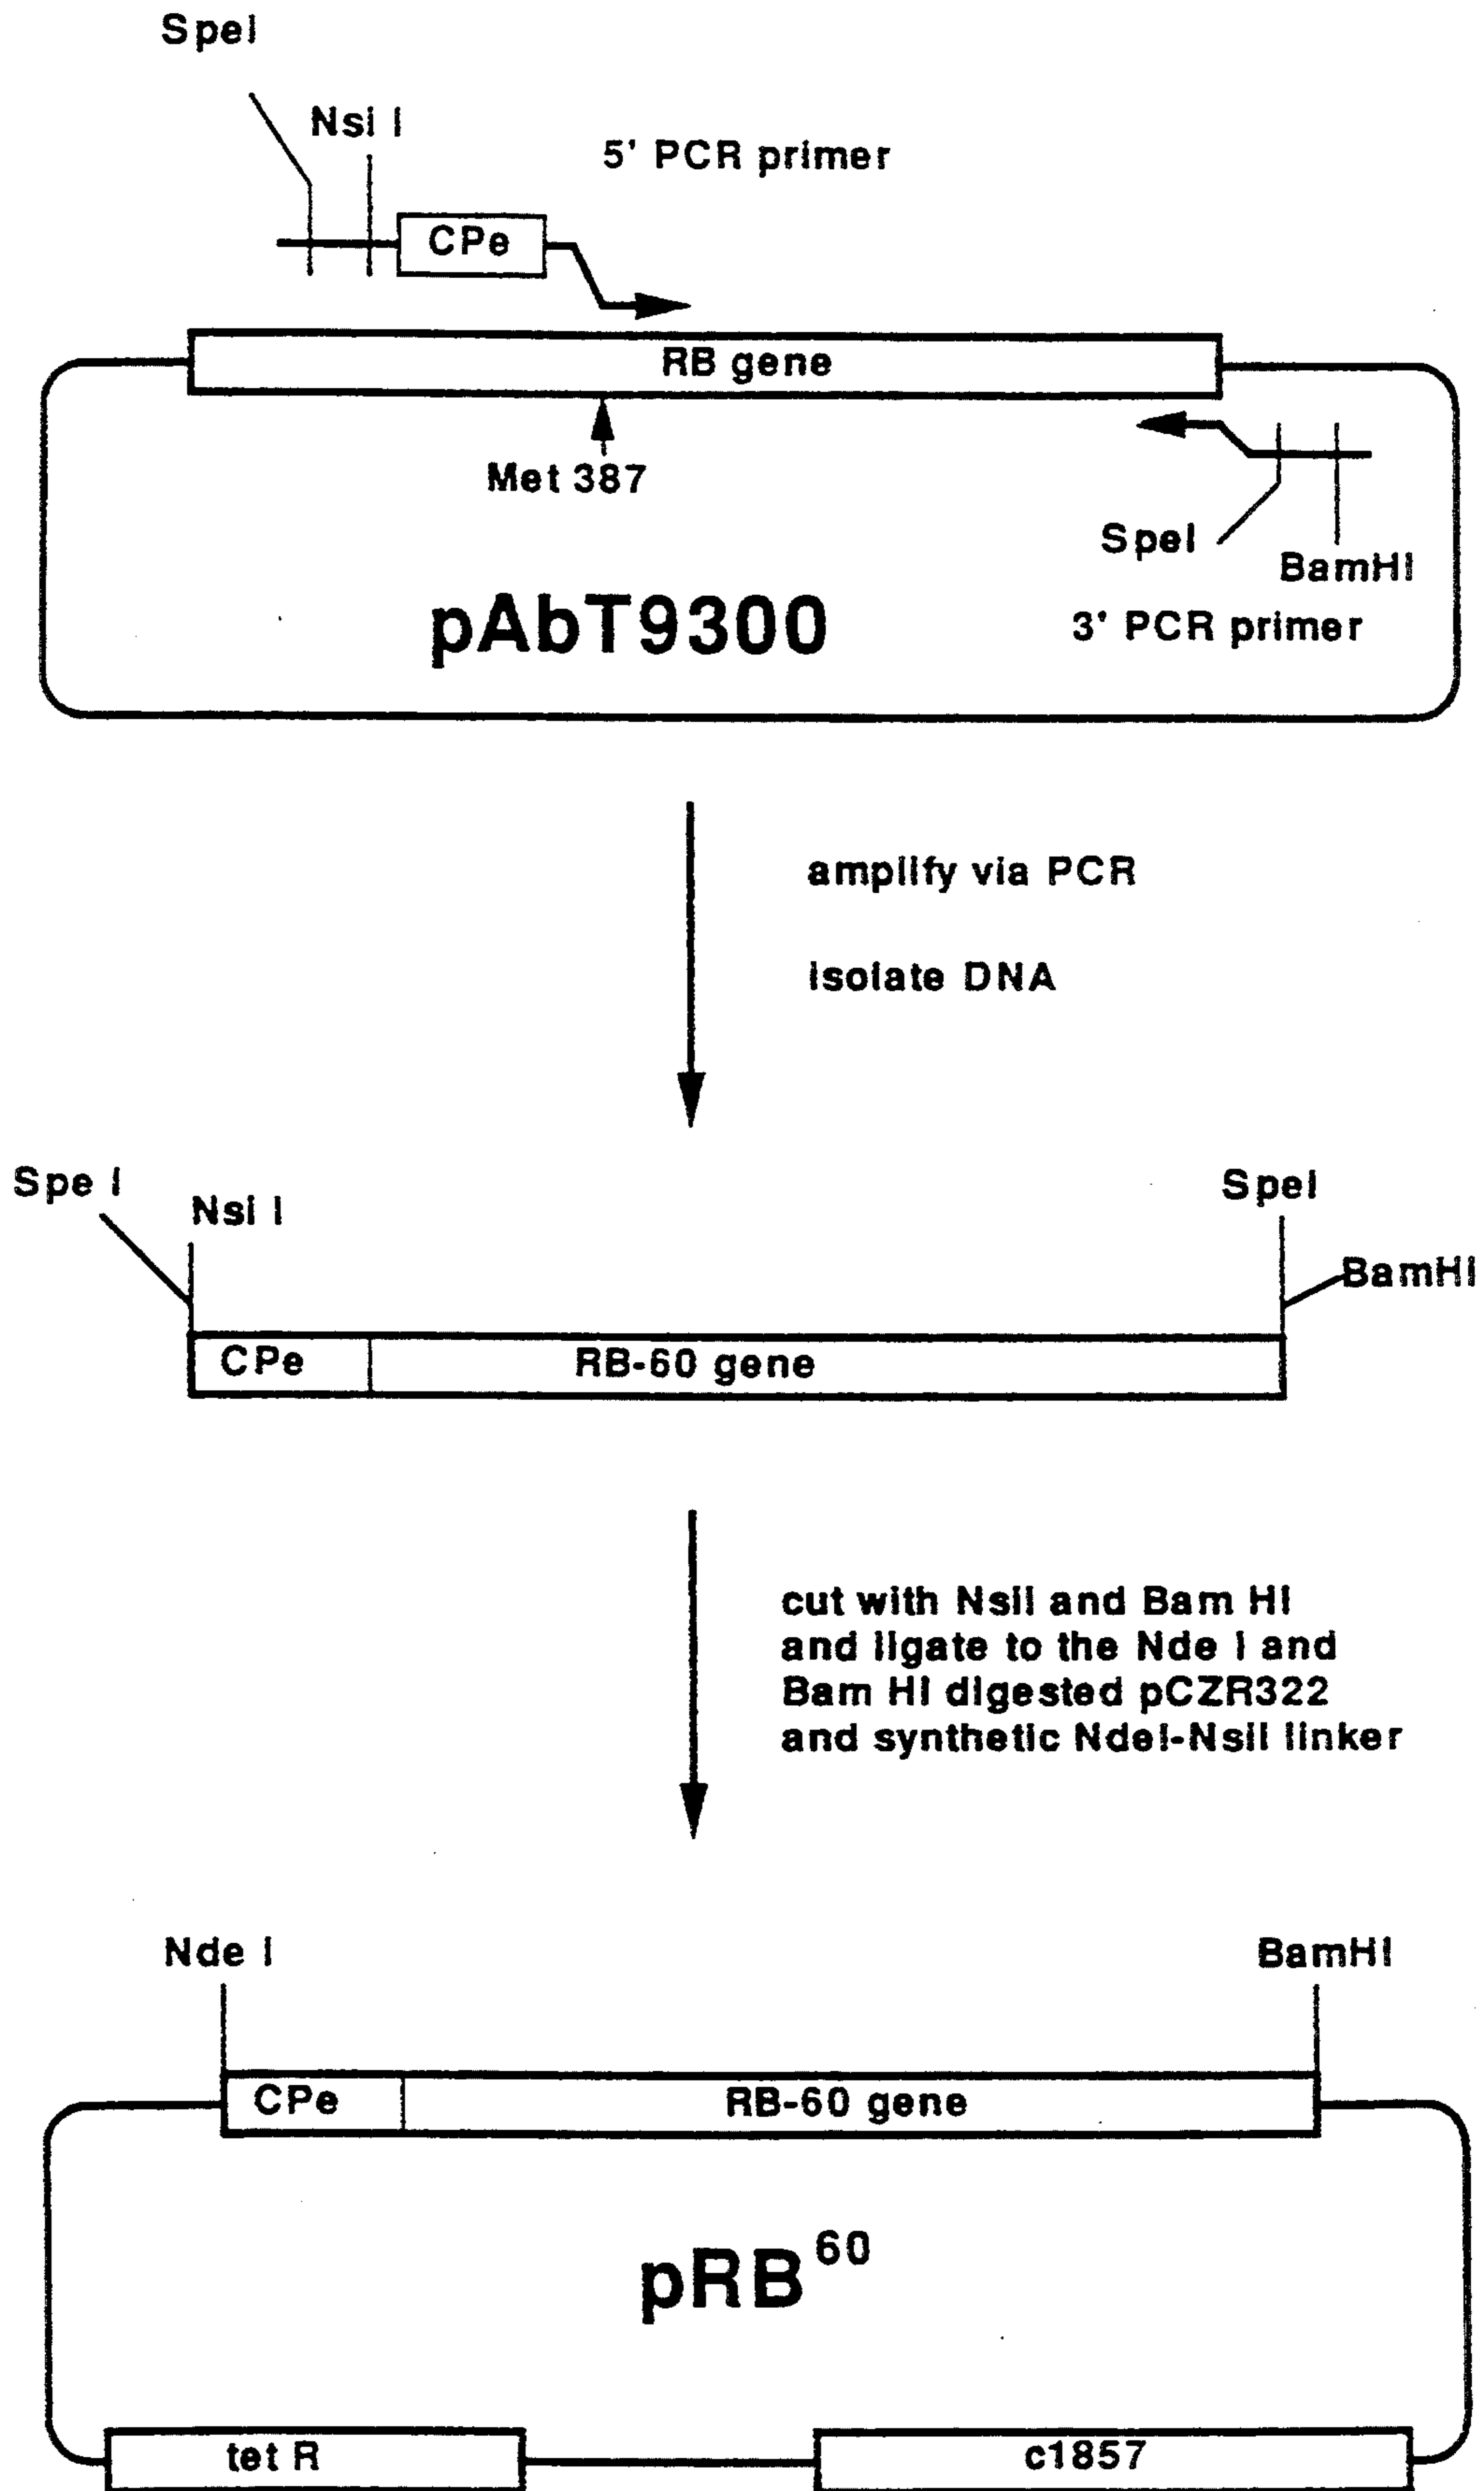 SpeI
Nsi I
5' PCR primer
CPe
RB gene
Met 387
SpeI
BamHI
pAbT9300
3' PCR primer
amplify via PCR
isolate DNA
Spe I
Nsi I
SpeI
BamHI
CPe
RB-60 gene
cut with NsiI and Bam HI
and ligate to the Nde I and
Bam HI digested pCZR322
and synthetic NdeI-NsiI linker
Nde I
BamHI
CPe
RB-60 gene
pRB60
tet R
c1857